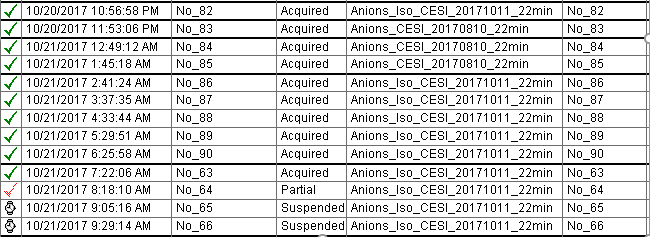 10/20/2017 10:56:58 PM No_82 Acquired Anions_Iso_CESI_20171011_22min No_82
10/20/2017 11:53:06 PM No_83 Acquired Anions_CESI_20170810_22min No_83
10/21/2017 12:49:12 AM No_84 Acquired Anions_CESI_20170810_22min No_84
10/21/2017 1:45:18 AM No_85 Acquired Anions_CESI_20170810_22min No_85
10/21/2017 2:41:24 AM No_86 Acquired Anions_Iso_CESI_20171011_22min No_86
10/21/2017 3:37:35 AM No_87 Acquired Anions_Iso_CESI_20171011_22min No_87
10/21/2017 4:33:44 AM No_88 Acquired Anions_Iso_CESI_20171011_22min No_88
10/21/2017 5:29:51 AM No_89 Acquired Anions_Iso_CESI_20171011_22min No_89
10/21/2017 6:25:58 AM No_90 Acquired Anions_Iso_CESI_20171011_22min No_90
10/21/2017 7:22:06 AM No_63 Acquired Anions_Iso_CESI_20171011_22min No_63
10/21/2017 8:18:10 AM No_64 Partial Anions_Iso_CESI_20171011_22min No_64
10/21/2017 9:05:16 AM No_65 Suspended Anions_Iso_CESI_20171011_22min No_65
10/21/2017 9:29:14 AM No_66 Suspended Anions_Iso_CESI_20171011_22min No_66